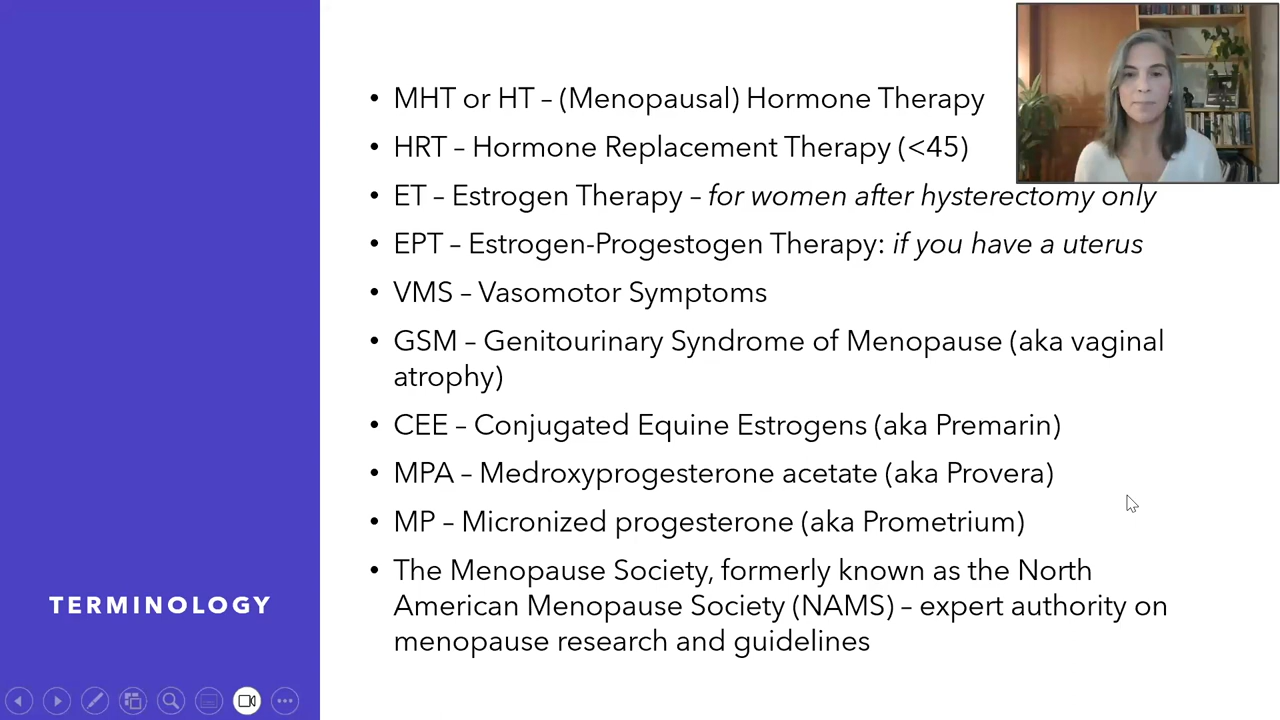 • MHT or HT – (Menopausal) Hormone Therapy
• HRT – Hormone Replacement Therapy (<45)
• ET – Estrogen Therapy – for women after hysterectomy only
• EPT – Estrogen-Progestogen Therapy: if you have a uterus
• VMS – Vasomotor Symptoms
• GSM – Genitourinary Syndrome of Menopause (aka vaginal
atrophy)
• CEE – Conjugated Equine Estrogens (aka Premarin)
• MPA – Medroxyprogesterone acetate (aka Provera)
• MP – Micronized progesterone (aka Prometrium)
• The Menopause Society, formerly known as the North
American Menopause Society (NAMS) – expert authority on
menopause research and guidelines
TERMINOLOGY